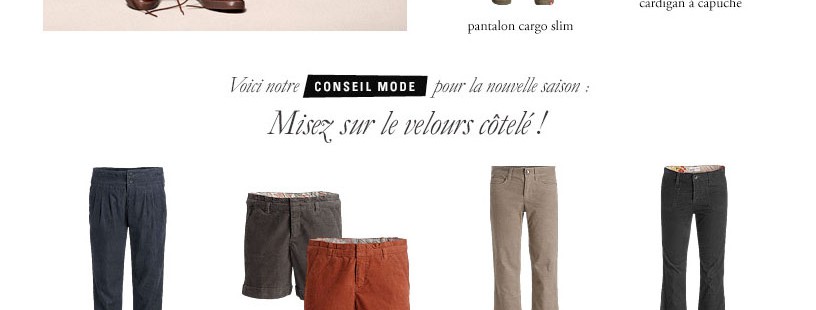 cardigan à capuche
pantalon cargo slim
Voici notre CONSEIL MODE pour la nouvelle saison :
Misez sur le velours côtelé !